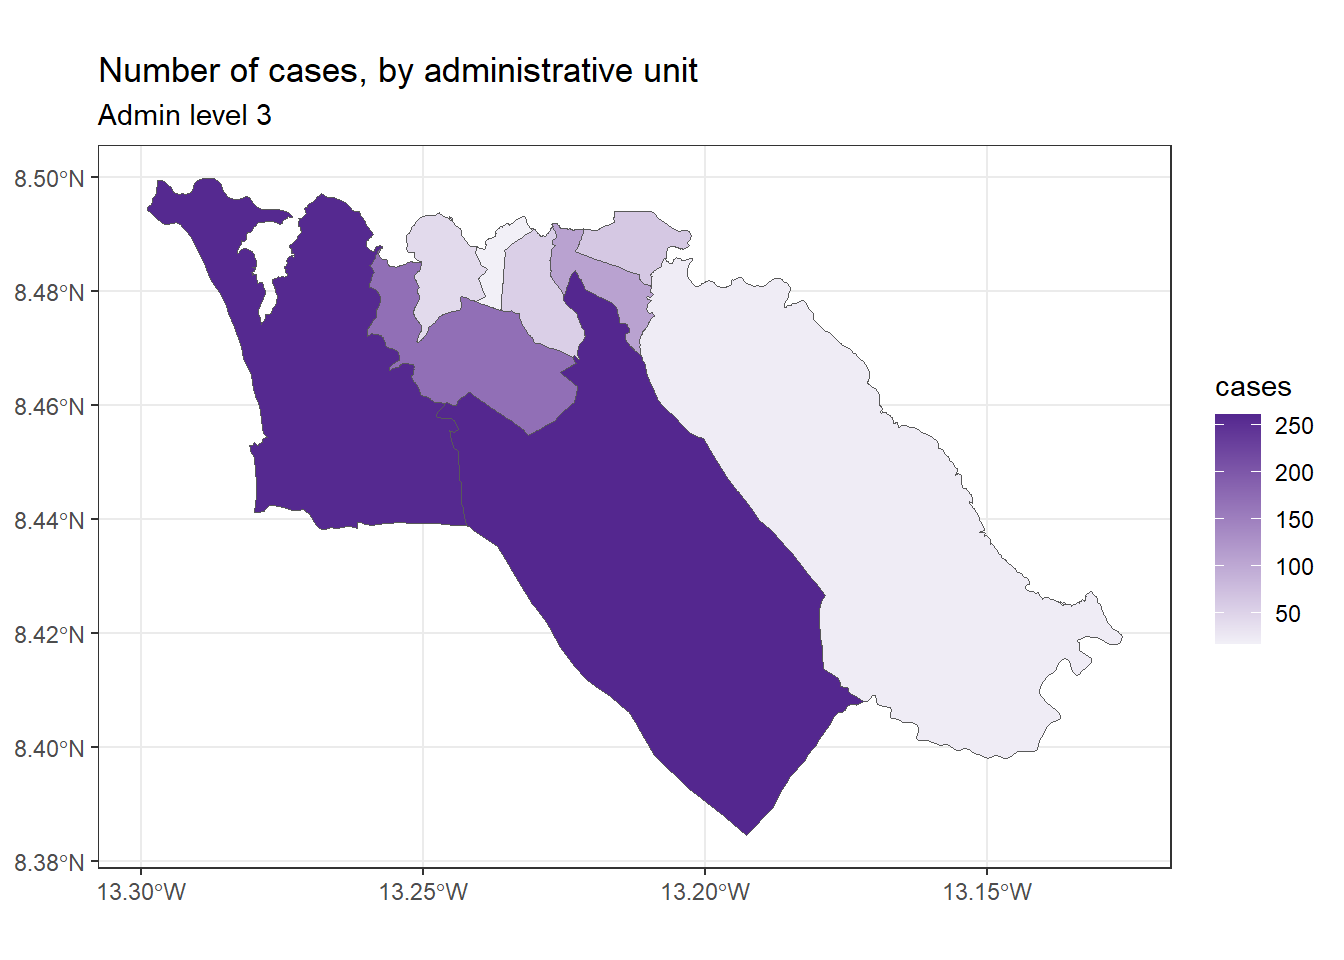 Number of cases, by administrative unit
Admin level 3
8.50°N
8.48°N
8.46°N
8.44°N
8.42°N
8.40°N
8.38°N
13.30°W
13.25°W
13.20°W
13.15°W
cases
250
200
150
100
50